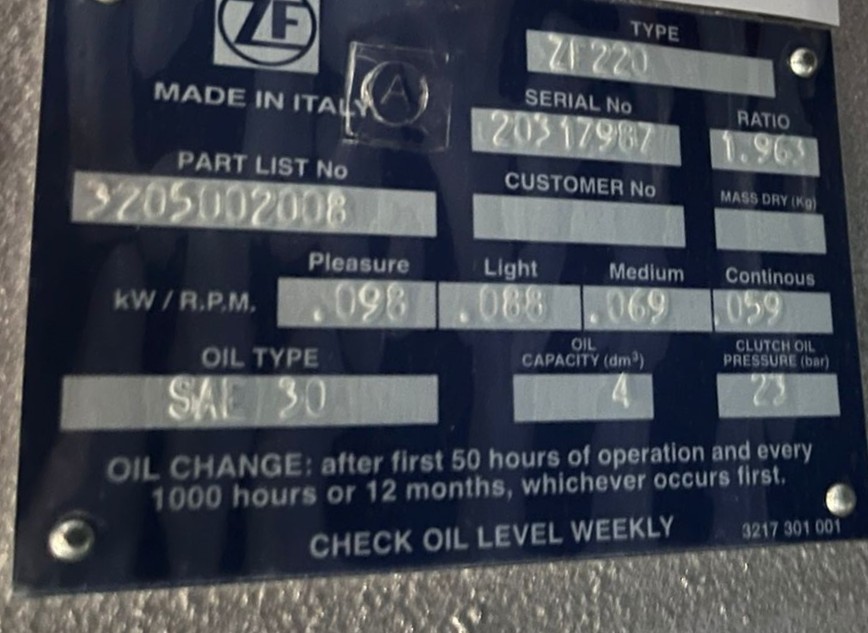 ZF
MADE IN ITALY
A
TYPE
ZF 220
SERIAL No
20317987
RATIO
1.963
PART LIST No
3205002008
CUSTOMER No
MASS DRY (Kg)
Pleasure Light Medium Continous
kW / R.P.M. .098 .088 .069 .059
OIL TYPE
SAE 30
OIL CAPACITY (dm³)
4
CLUTCH OIL PRESSURE (bar)
23
OIL CHANGE: after first 50 hours of operation and every
1000 hours or 12 months, whichever occurs first.
CHECK OIL LEVEL WEEKLY
3217 301 001